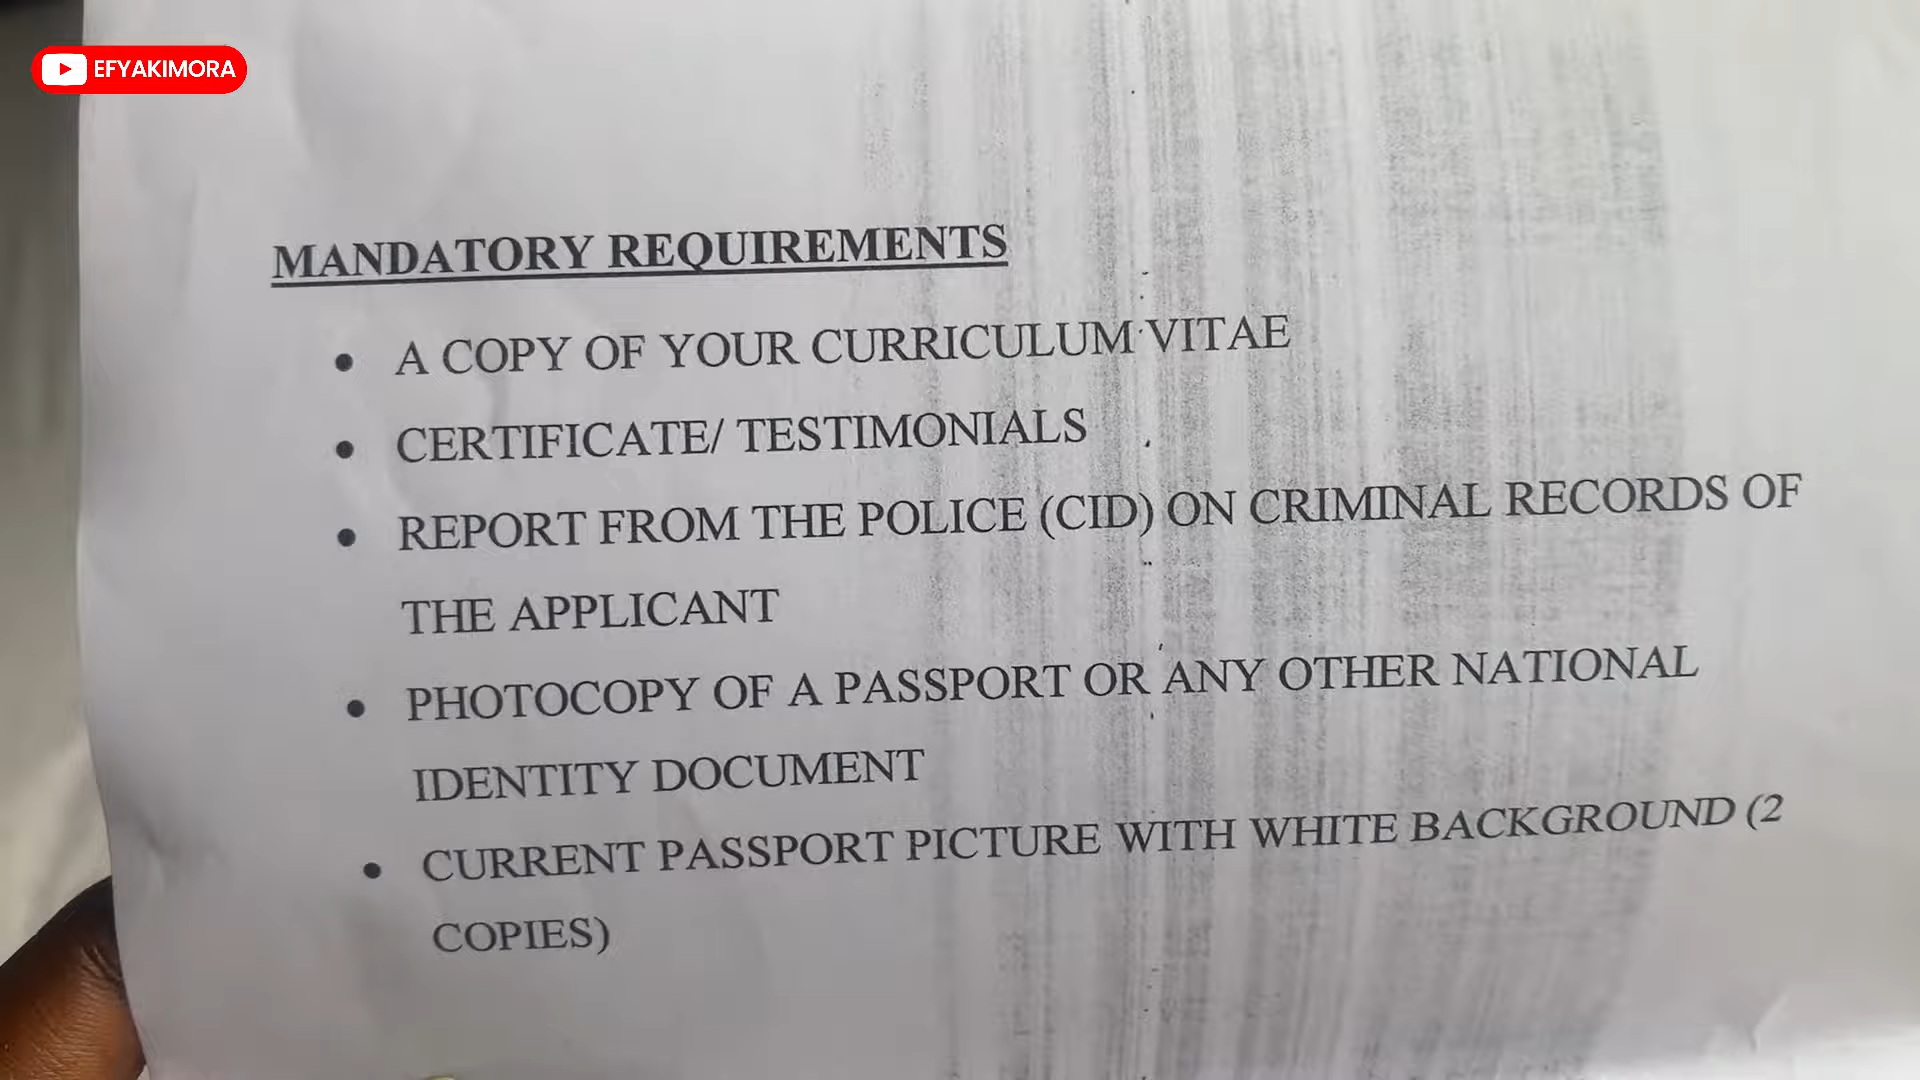 EFYAKIMORA
MANDATORY REQUIREMENTS
• A COPY OF YOUR CURRICULUM VITAE
• CERTIFICATE/ TESTIMONIALS
• REPORT FROM THE POLICE (CID) ON CRIMINAL RECORDS OF
THE APPLICANT
• PHOTOCOPY OF A PASSPORT OR ANY OTHER NATIONAL
IDENTITY DOCUMENT
• CURRENT PASSPORT PICTURE WITH WHITE BACKGROUND (2
COPIES)